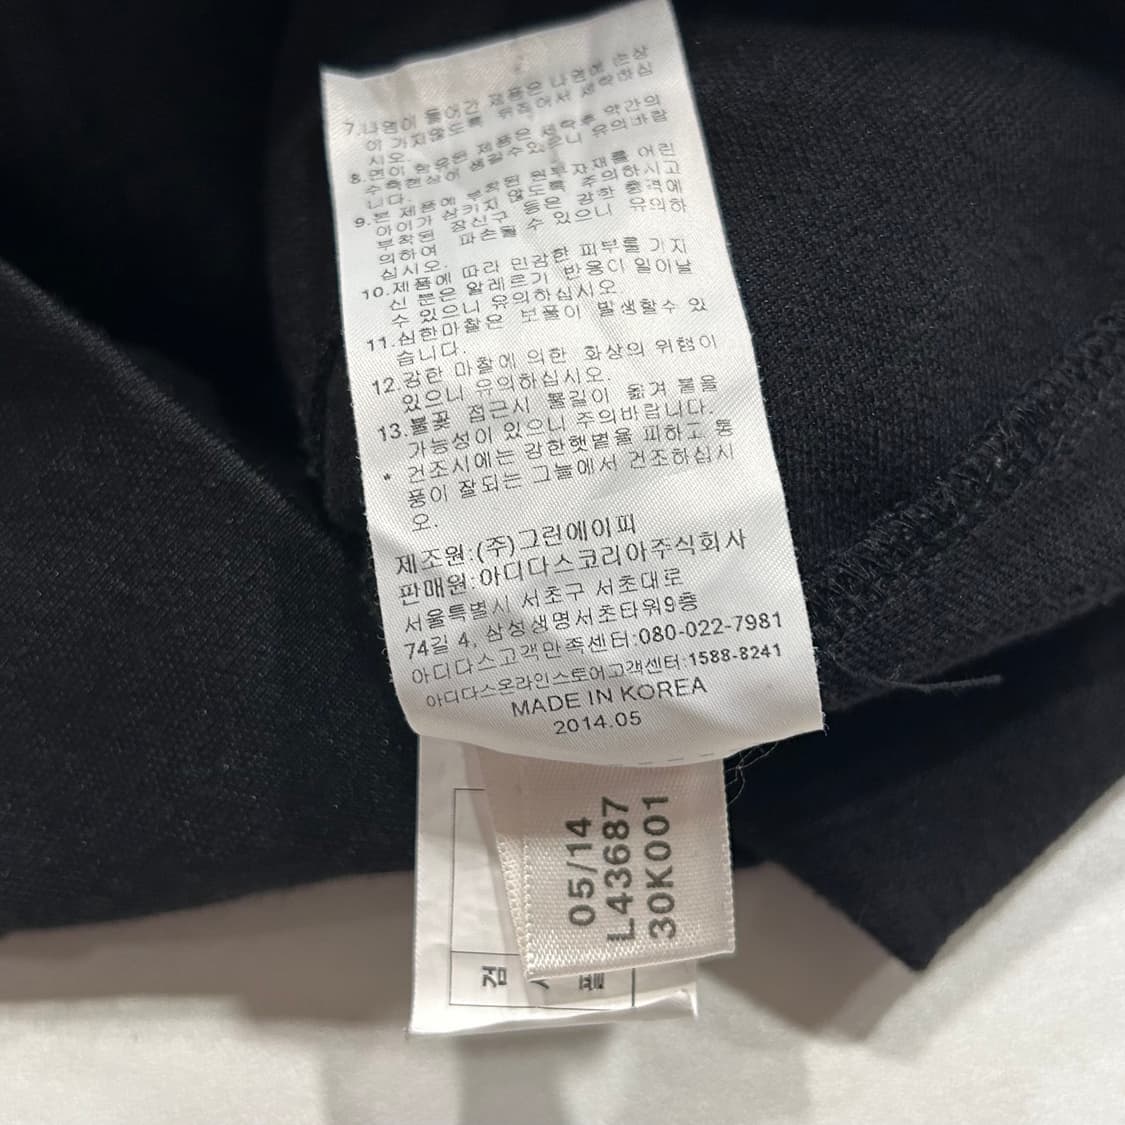 7.나염이 들어간 제품은 나염에 손상
이 가지않도록 뒤집어서 세탁하십
시오.
8.면이 함유된 제품은 세탁후 약간의
수축현상이 생길수있으니 유의바랍
니다.
9.본 제품에 부착된 원부자재를 어린
아이가 삼키지 않도록 주의하시고
부착된 장신구 등은 강한 충격에
의하여 파손될 수 있으니 유의하
십시오.
10.제품에 따라 민감한 피부를 가지
신 분은 알레르기 반응이 일어날
수 있으니 유의하십시오.
11.심한마찰은 보풀이 발생할수 있
습니다.
12.강한 마찰에 의한 화상의 위험이
있으니 유의하십시오.
13.불꽃 접근시 불길이 옮겨 붙을
가능성이 있으니 주의바랍니다.
* 건조시에는 강한햇볕을 피하고 통
풍이 잘되는 그늘에서 건조하십시
오.
제조원:(주)그린에이피
판매원:아디다스코리아주식회사
서울특별시 서초구 서초대로
74길 4, 삼성생명서초타워9층
아디다스고객만족센터:080-022-7981
아디다스온라인스토어고객센터:1588-8241
MADE IN KOREA
2014.05
05/14
L43687
30K001
검
필